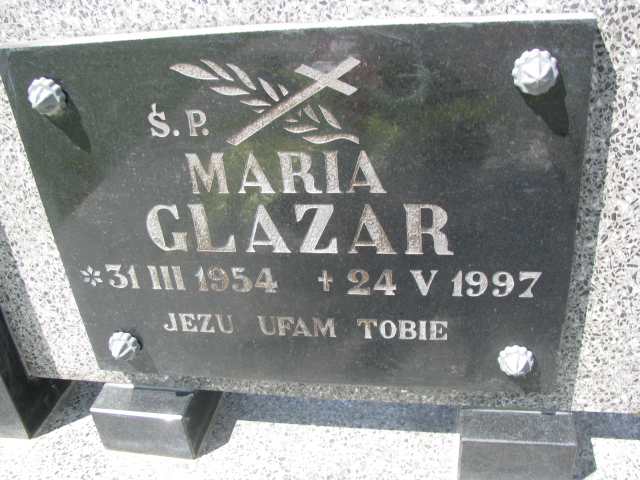 Ś. P.
MARIA
GLAZAR
*31 III 1954 + 24 V 1997
JEZU UFAM TOBIE